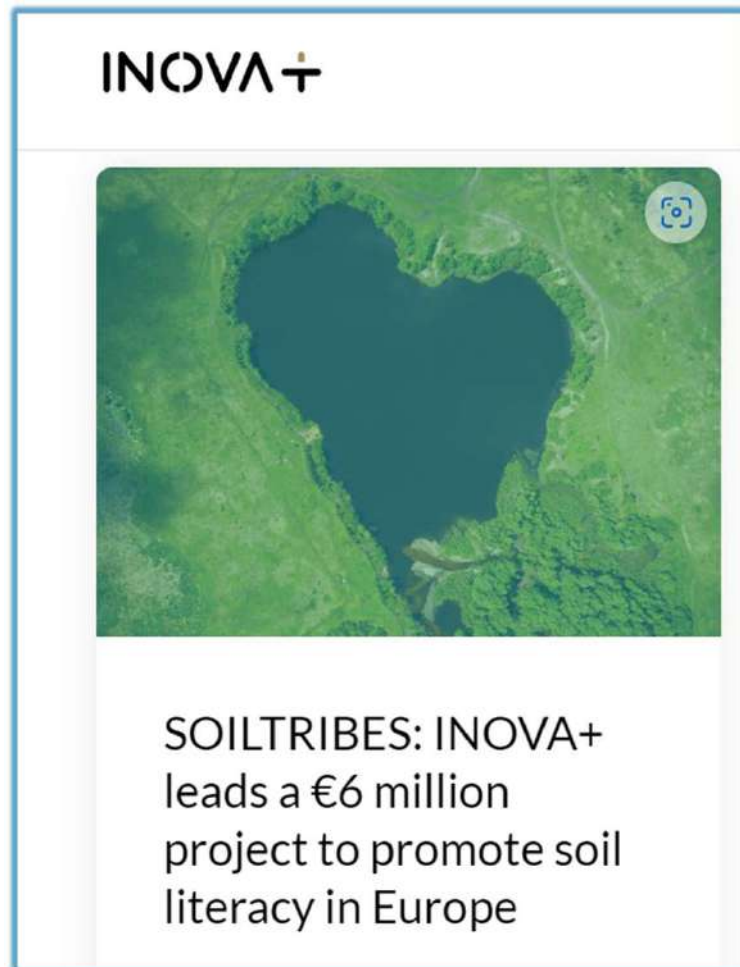 INOVA+
SOILTRIBES: INOVA+
leads a €6 million
project to promote soil
literacy in Europe